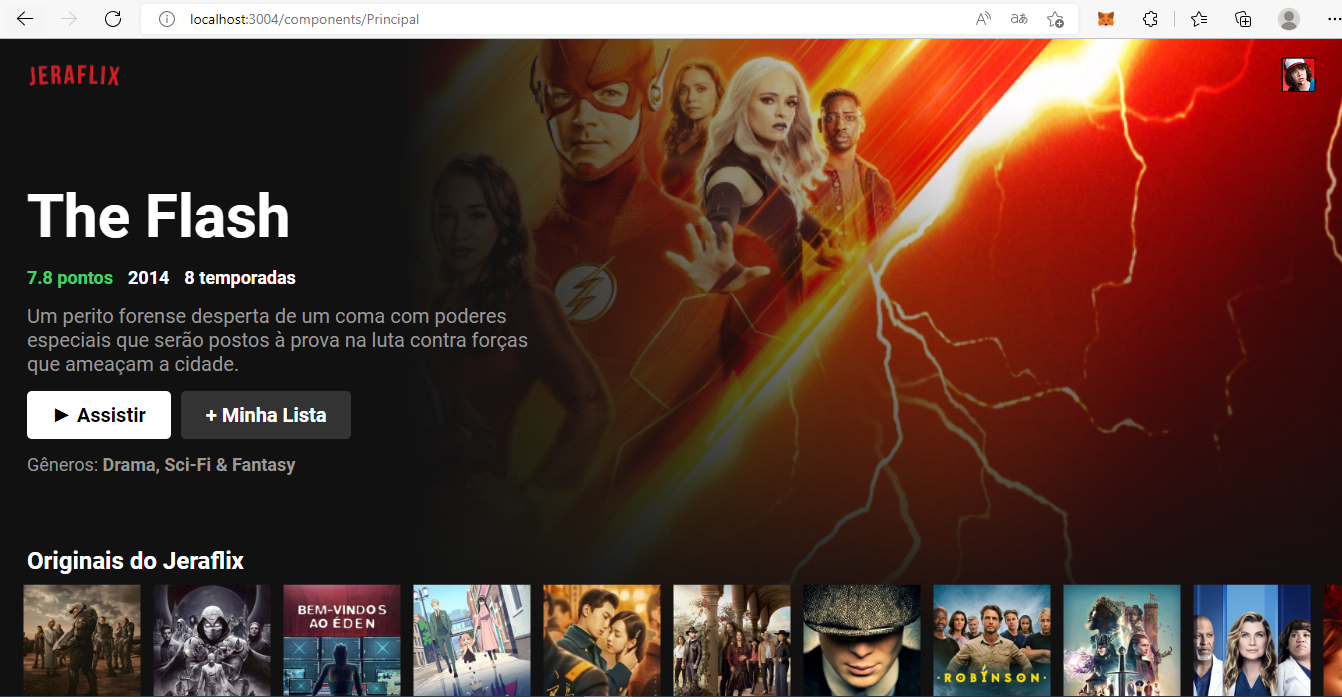 localhost:3004/components/Principal
JERAFLIX
The Flash
7.8 pontos 2014 8 temporadas
Um perito forense desperta de um coma com poderes
especiais que serão postos à prova na luta contra forças
que ameaçam a cidade.
► Assistir
+ Minha Lista
Gêneros: Drama, Sci-Fi & Fantasy
Originais do Jeraflix
BEM-VINDOS
AO ÉDEN
ROBINSON